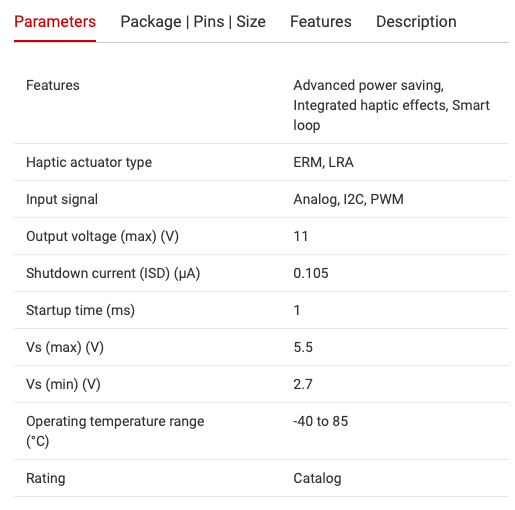 Parameters Package | Pins | Size Features Description
Features Advanced power saving,
Integrated haptic effects, Smart
loop
Haptic actuator type ERM, LRA
Input signal Analog, I2C, PWM
Output voltage (max) (V) 11
Shutdown current (ISD) (µA) 0.105
Startup time (ms) 1
Vs (max) (V) 5.5
Vs (min) (V) 2.7
Operating temperature range -40 to 85
(°C)
Rating Catalog